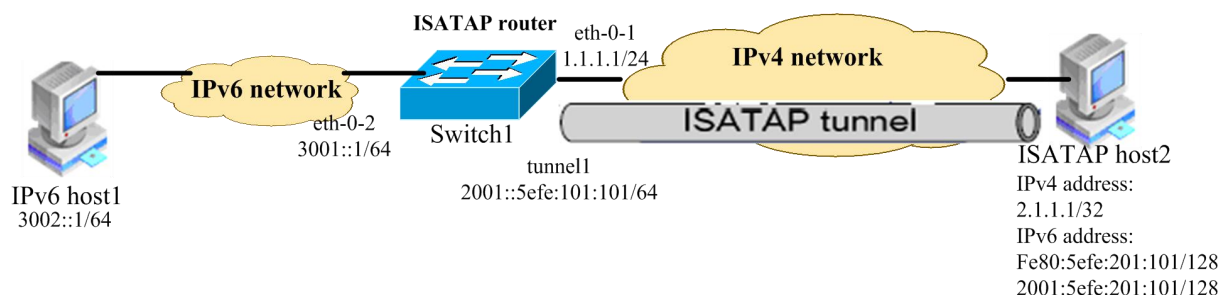 ISATAP router
eth-0-1
1.1.1.1/24
IPv4 network
IPv6 network
ISATAP tunnel
eth-0-2
3001::1/64
Switch1
tunnel1
2001::5efe:101:101/64
IPv6 host1
3002::1/64
ISATAP host2
IPv4 address:
2.1.1.1/32
IPv6 address:
Fe80:5efe:201:101/128
2001:5efe:201:101/128